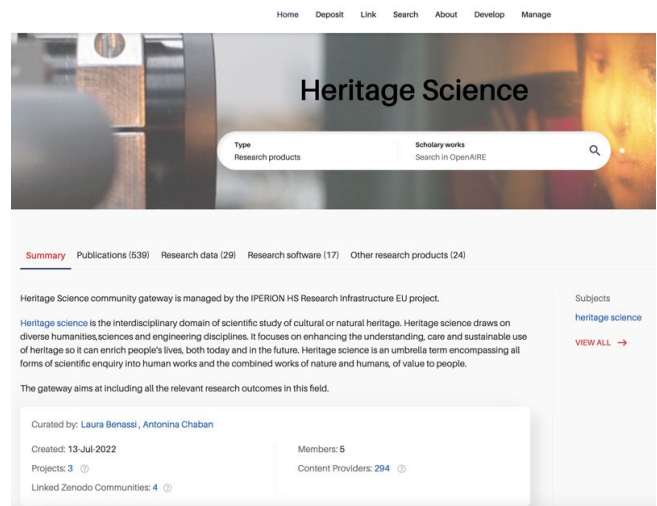 Home Deposit Link Search About Develop Manage
Heritage Science
Type
Research products
Scholary works
Search in OpenAIRE
Summary Publications (539) Research data (29) Research software (17) Other research products (24)
Heritage Science community gateway is managed by the IPERION HS Research Infrastructure EU project.
Heritage science is the interdisciplinary domain of scientific study of cultural or natural heritage. Heritage science draws on
diverse humanities,sciences and engineering disciplines. It focuses on enhancing the understanding, care and sustainable use
of heritage so it can enrich people's lives, both today and in the future. Heritage science is an umbrella term encompassing all
forms of scientific enquiry into human works and the combined works of nature and humans, of value to people.
The gateway aims at including all the relevant research outcomes in this field.
Subjects
heritage science
VIEW ALL →
Curated by: Laura Benassi , Antonina Chaban
Created: 13-Jul-2022
Members: 5
Projects: 3 ?
Content Providers: 294 ?
Linked Zenodo Communities: 4 ?